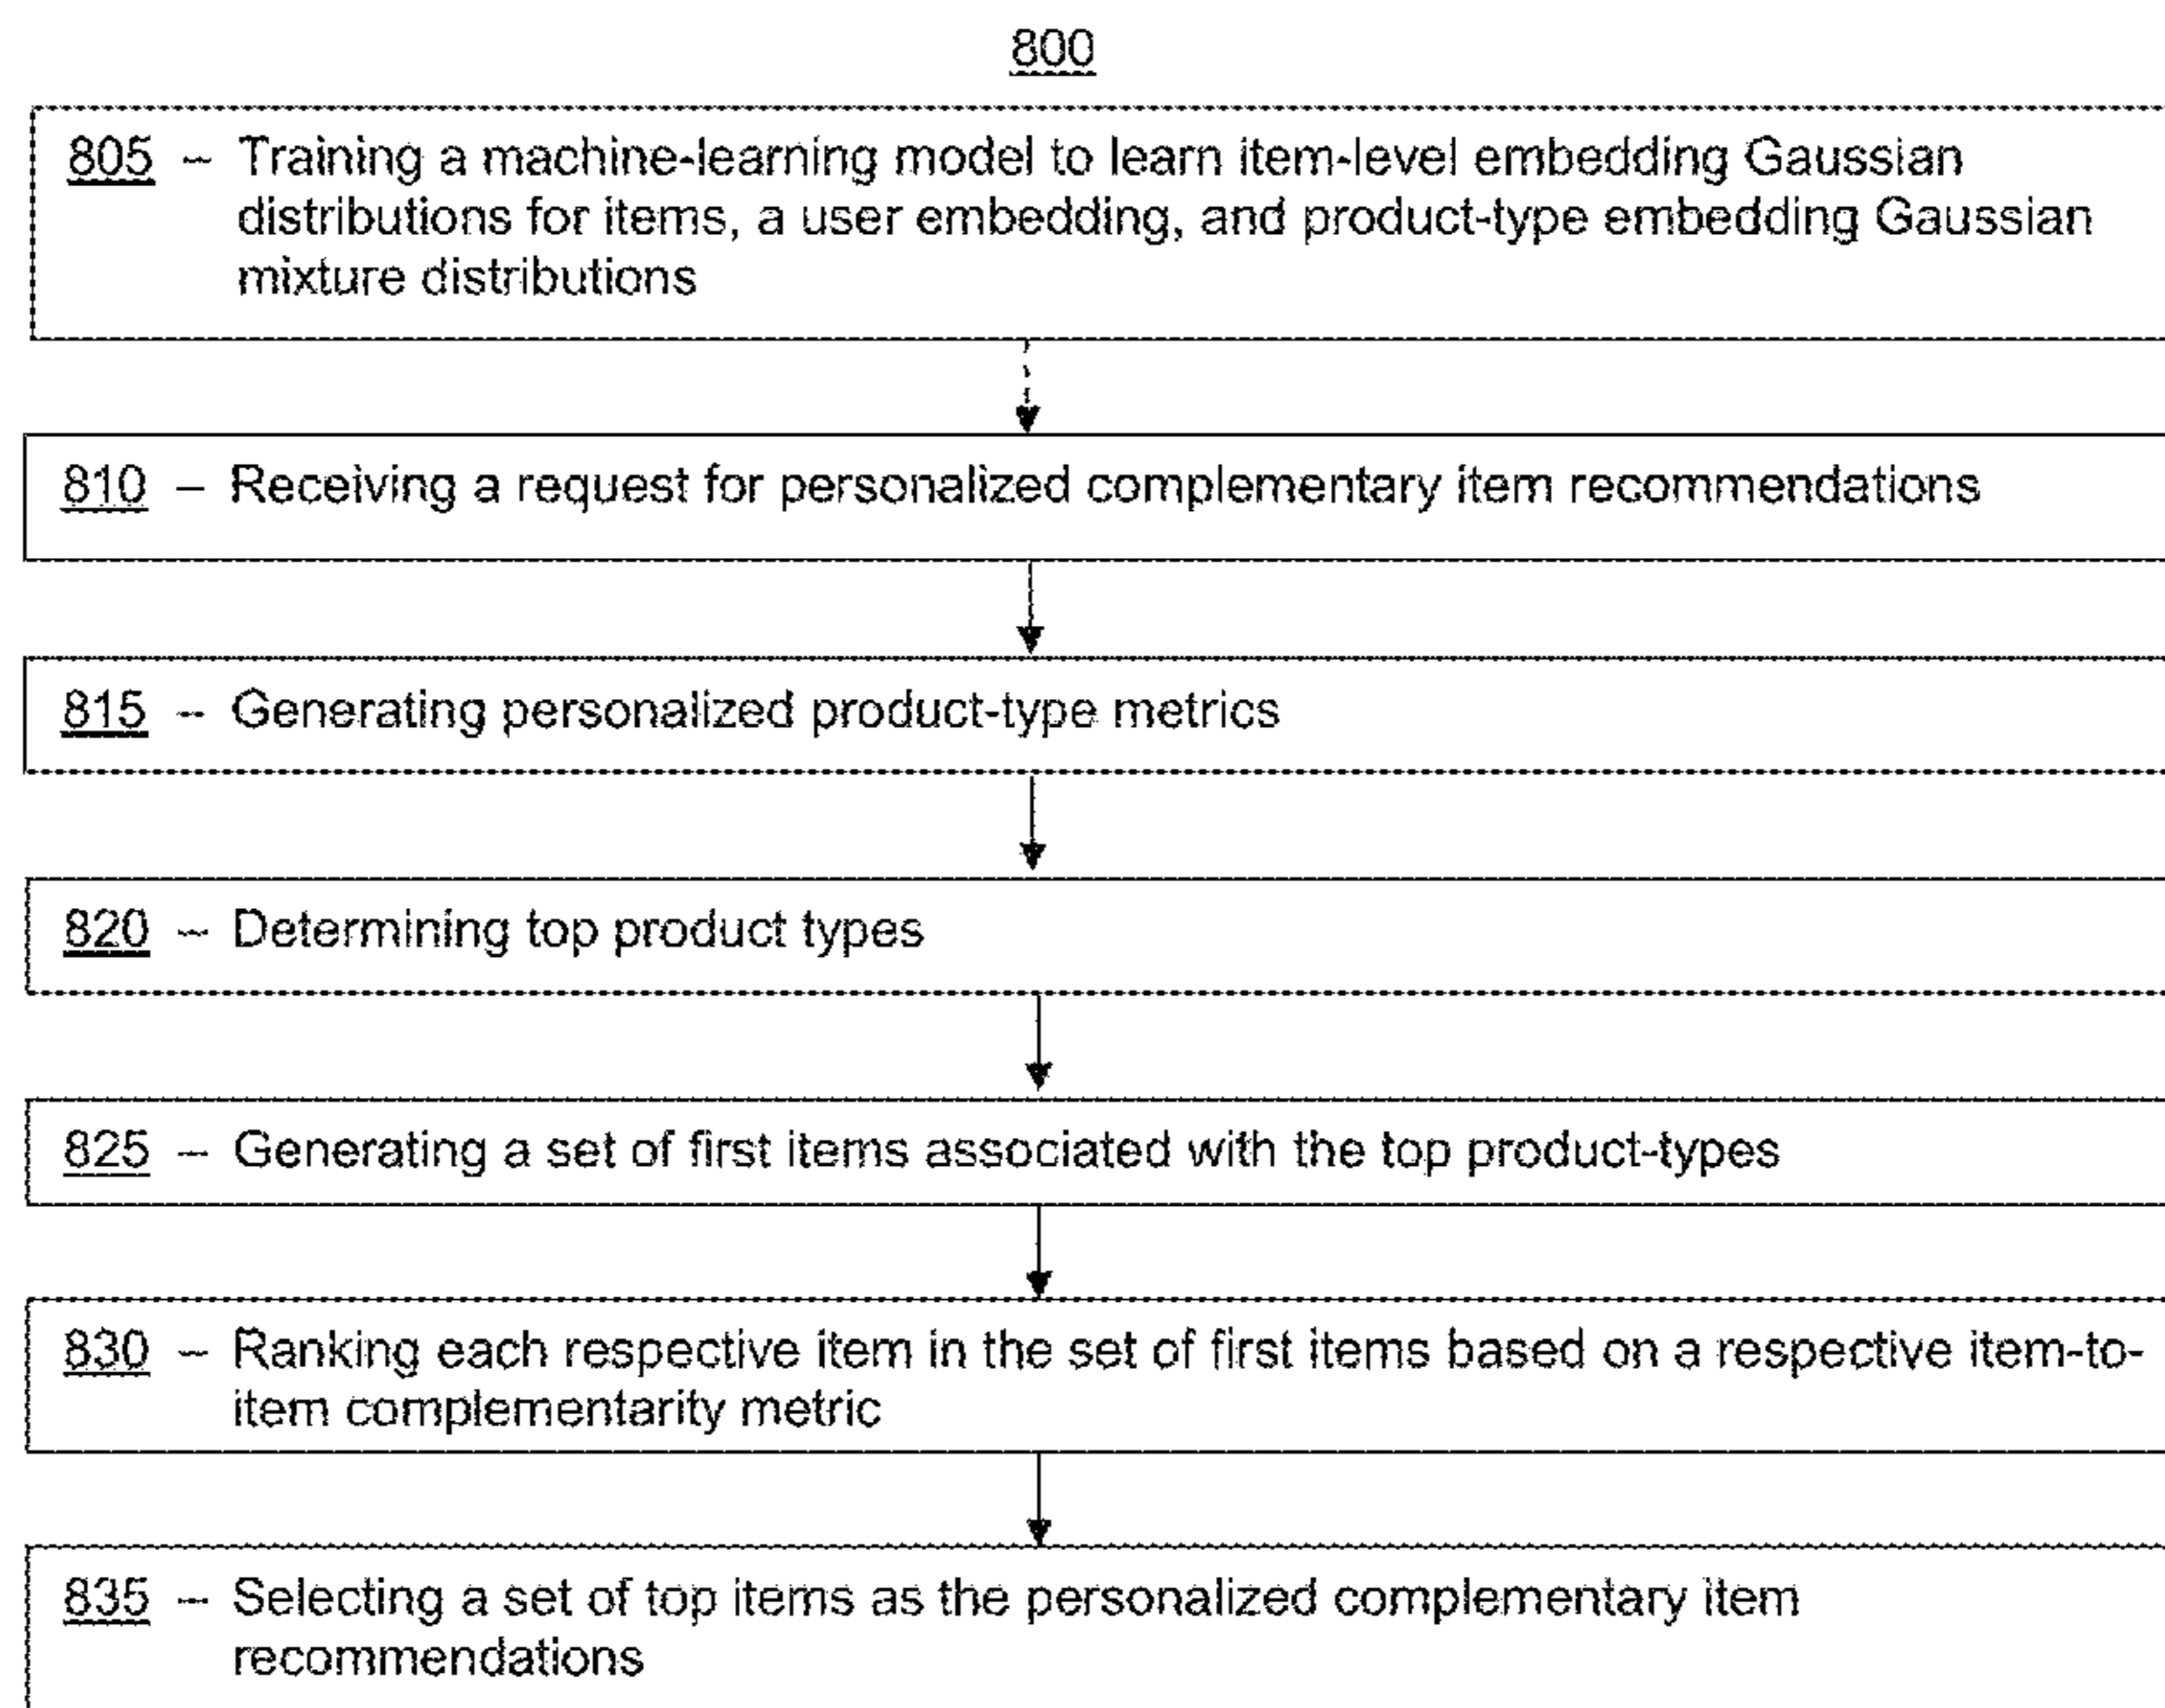 800
805 – Training a machine-learning model to learn item-level embedding Gaussian
distributions for items, a user embedding, and product-type embedding Gaussian
mixture distributions
810 – Receiving a request for personalized complementary item recommendations
815 – Generating personalized product-type metrics
820 – Determining top product types
825 – Generating a set of first items associated with the top product-types
830 – Ranking each respective item in the set of first items based on a respective item-to-
item complementarity metric
835 – Selecting a set of top items as the personalized complementary item
recommendations